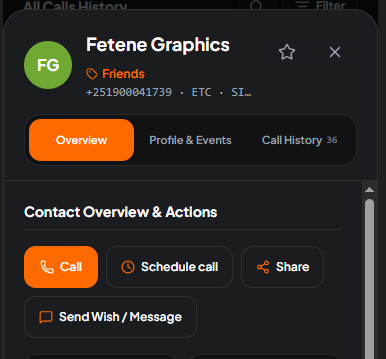 All Calls History
Filter
FG
Fetene Graphics
Friends
+251900041739 · ETC · SI…
Overview
Profile & Events
Call History 36
Contact Overview & Actions
Call
Schedule call
Share
Send Wish / Message